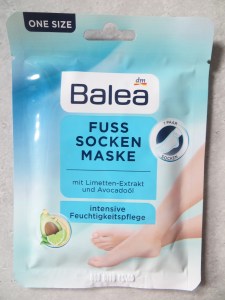 ONE SIZE
dm
Balea
FUSS
SOCKEN
MASKE
1 PAAR
SOCKEN
mit Limetten-Extrakt
und Avocadoöl
intensive
Feuchtigkeitspflege